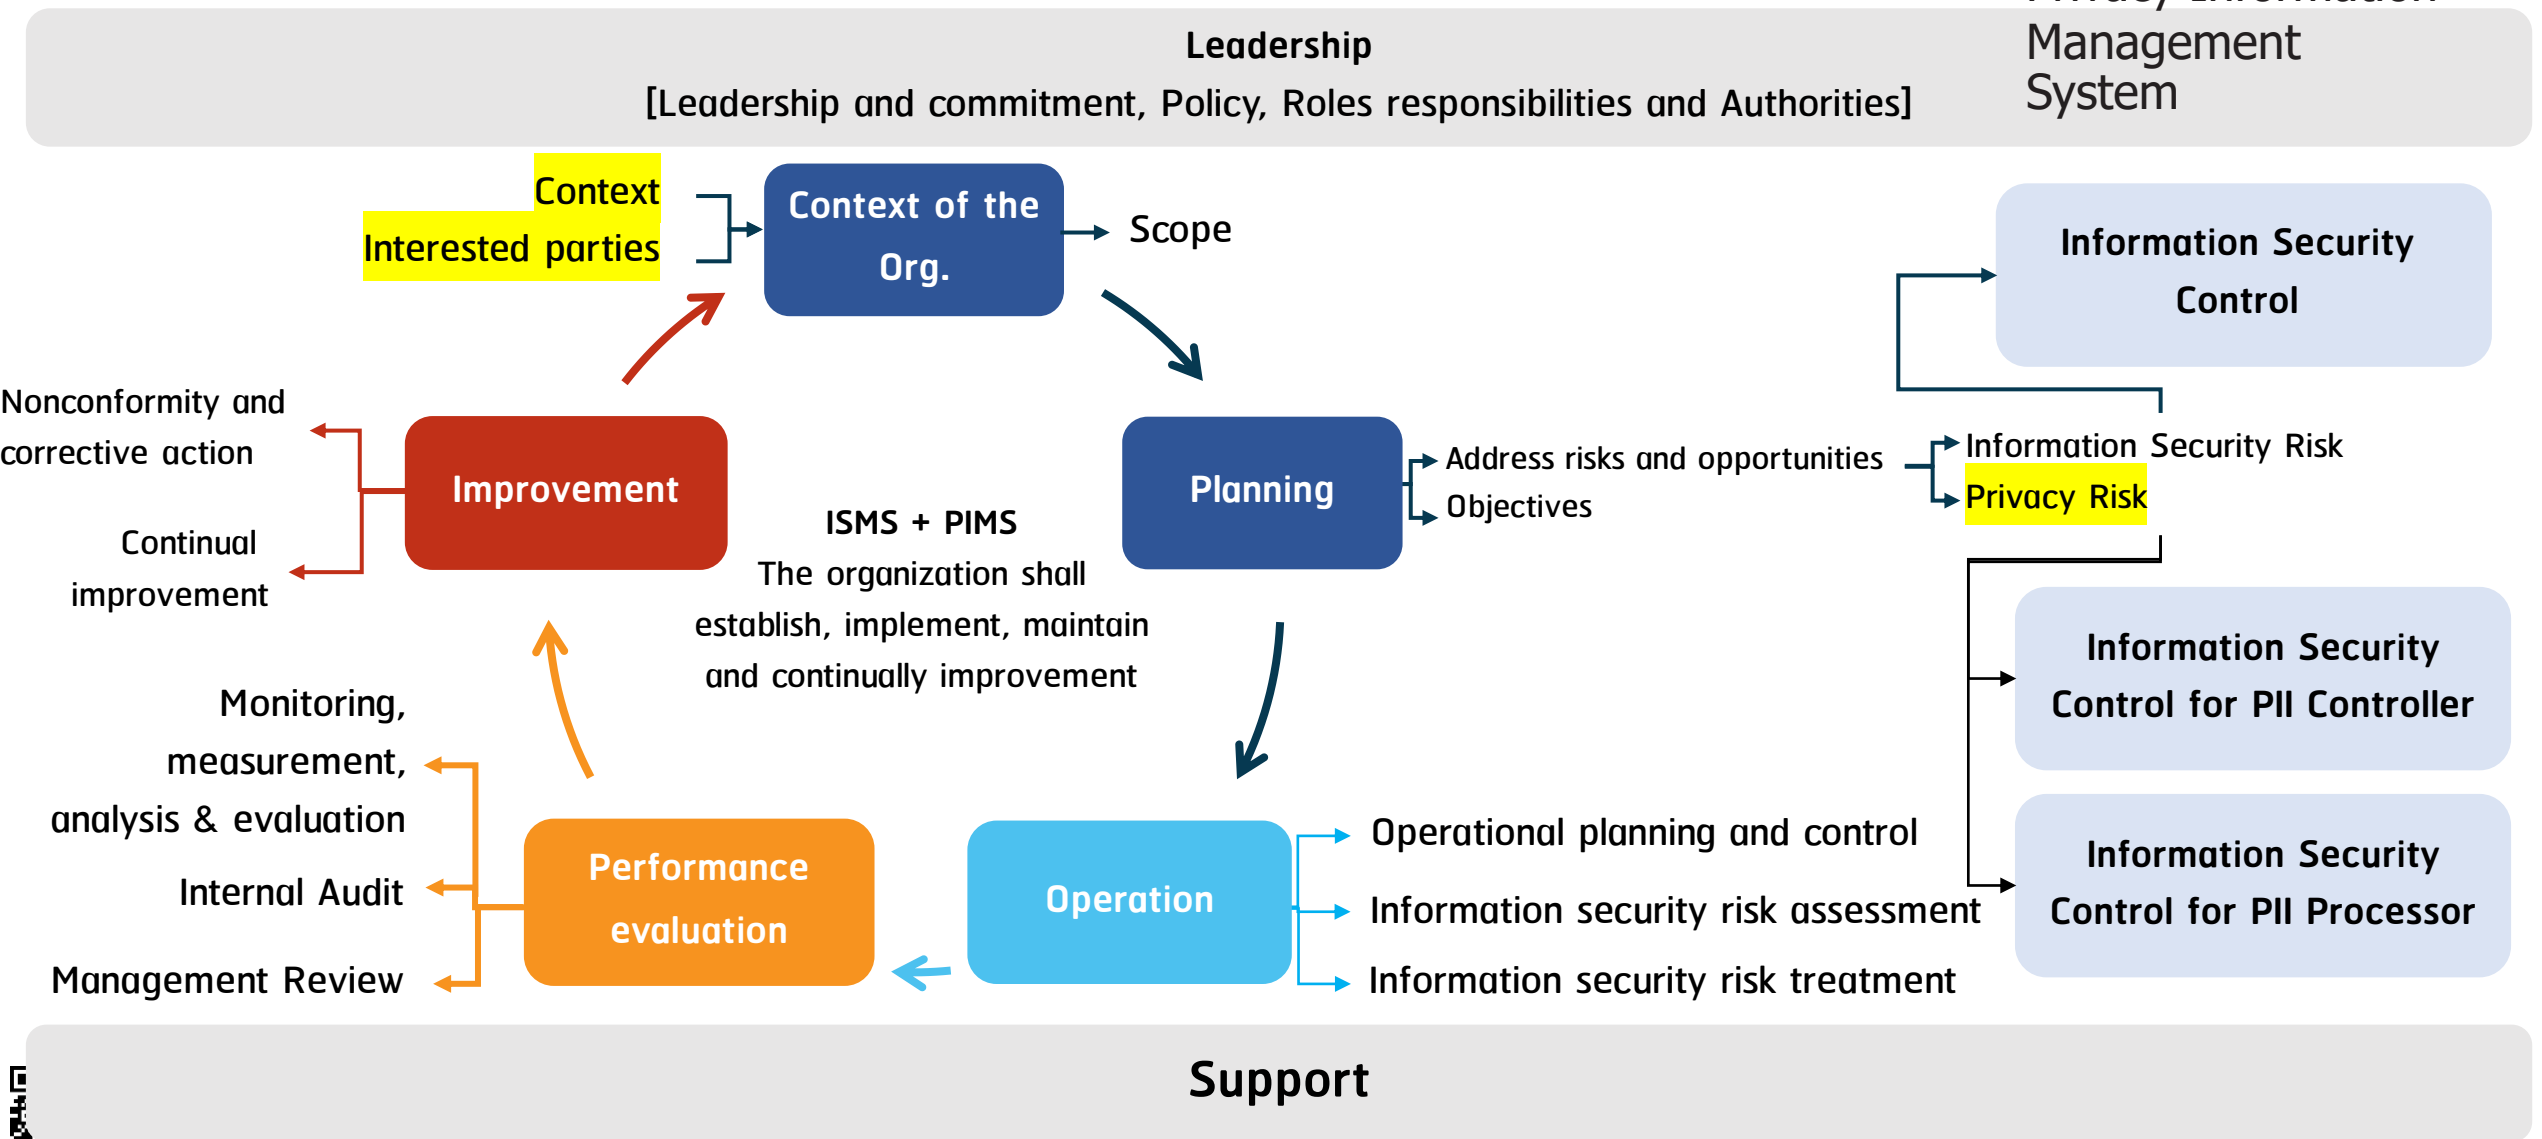 Privacy Information
Management
System
Leadership
[Leadership and commitment, Policy, Roles responsibilities and Authorities]
Context
Interested parties
Context of the
Org.
Scope
Information Security
Control
Nonconformity and
corrective action
Continual
improvement
Improvement
ISMS + PIMS
The organization shall
establish, implement, maintain
and continually improvement
Planning
Address risks and opportunities
Objectives
Information Security Risk
Privacy Risk
Information Security
Control for PII Controller
Information Security
Control for PII Processor
Monitoring,
measurement,
analysis & evaluation
Internal Audit
Management Review
Performance
evaluation
Operation
Operational planning and control
Information security risk assessment
Information security risk treatment
Support